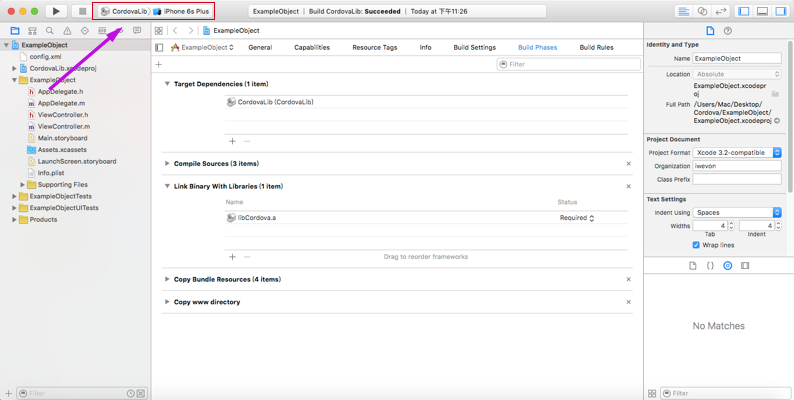 CordovaLib
iPhone 6s Plus
ExampleObject | Build CordovaLib: Succeeded | Today at 下午11:26
ExampleObject
ExampleObject
config.xml
CordovaLib.xcodeproj
ExampleObject
AppDelegate.h
AppDelegate.m
ViewController.h
ViewController.m
Main.storyboard
Assets.xcassets
LaunchScreen.storyboard
Info.plist
Supporting Files
ExampleObjectTests
ExampleObjectUITests
Products
Filter
ExampleObject
General
Capabilities
Resource Tags
Info
Build Settings
Build Phases
Build Rules
Filter
Target Dependencies (1 item)
CordovaLib (CordovaLib)
Compile Sources (3 items)
Link Binary With Libraries (1 item)
Name
Status
libCordova.a
Required
Drag to reorder frameworks
Copy Bundle Resources (4 items)
Copy www directory
Identity and Type
Name ExampleObject
Location Absolute
ExampleObject.xcodepr
oj
Full Path /Users/Mac/Desktop/
Cordova/ExampleObject/
ExampleObject.xcodeproj
Project Document
Project Format Xcode 3.2-compatible
Organization iwevon
Class Prefix
Text Settings
Indent Using Spaces
Widths 4 4
Tab Indent
Wrap lines
No Matches
Filter